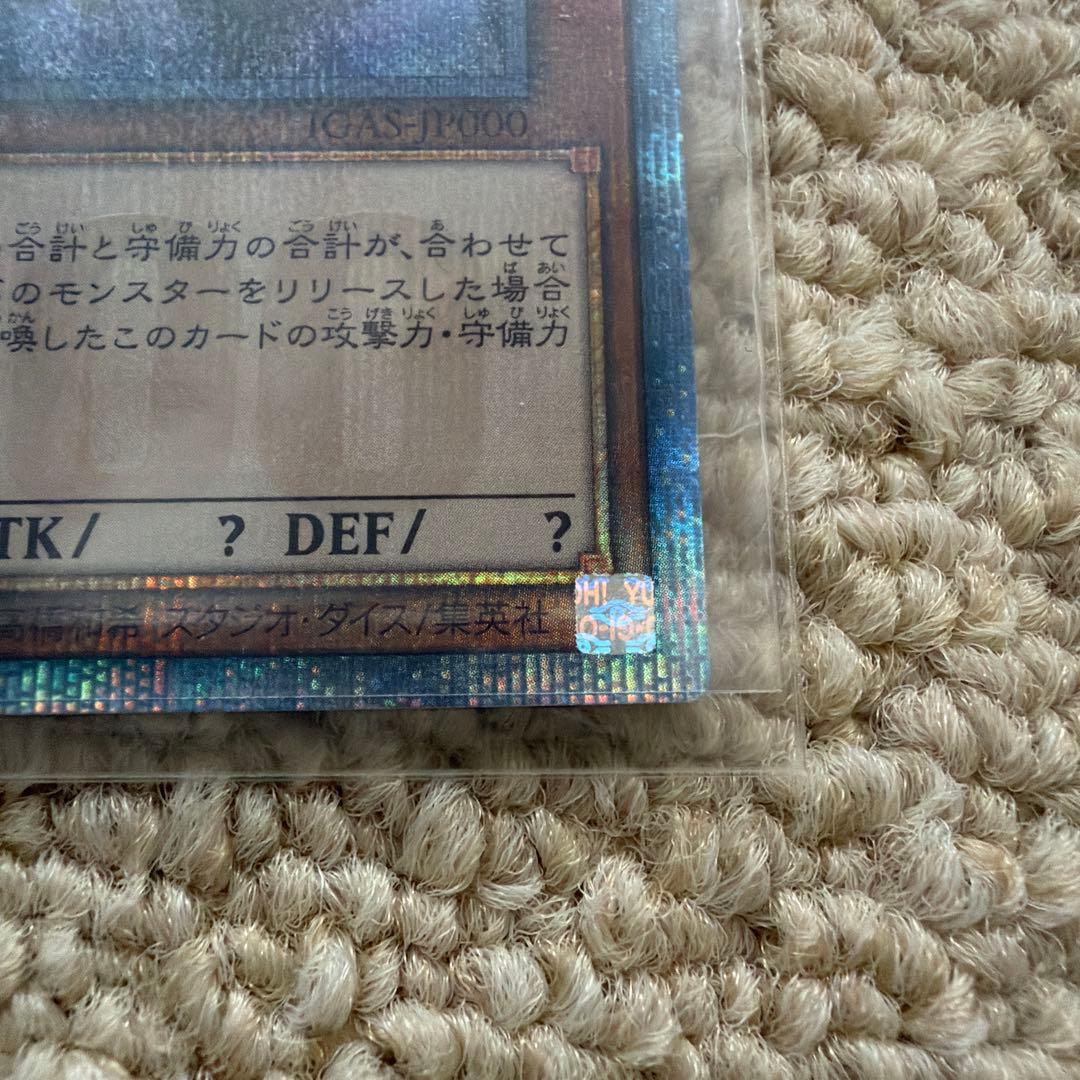 IGAS-JP000
合計と守備力の合計が、合わせて
のモンスターをリリースした場合
喚したこのカードの攻撃力・守備力
TK/ ? DEF/ ?
高橋和希 スタジオ・ダイス/集英社
OH! YU